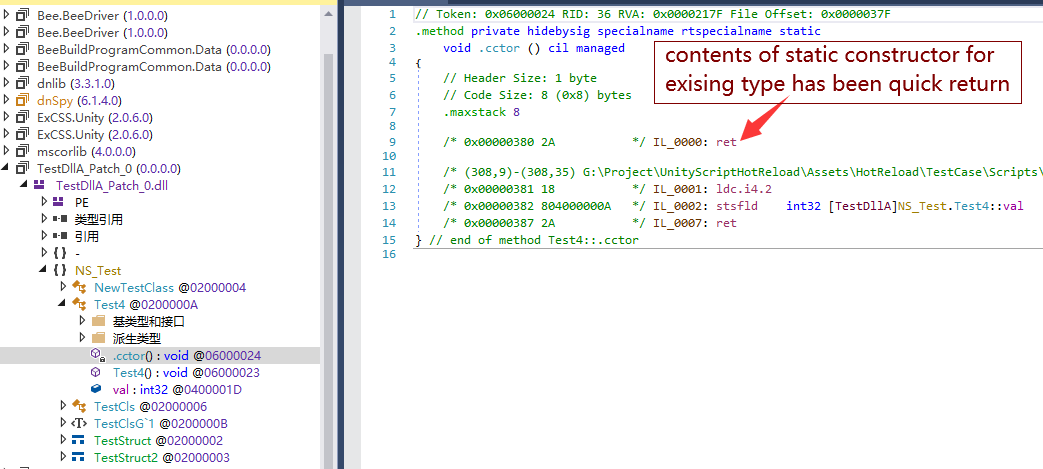 Bee.BeeDriver (1.0.0.0)
Bee.BeeDriver (1.0.0.0)
BeeBuildProgramCommon.Data (0.0.0.0)
BeeBuildProgramCommon.Data (0.0.0.0)
dnlib (3.3.1.0)
dnSpy (6.1.4.0)
ExCSS.Unity (2.0.6.0)
ExCSS.Unity (2.0.6.0)
mscorlib (4.0.0.0)
TestDllA_Patch_0 (0.0.0.0)
TestDllA_Patch_0.dll
PE
类型引用
引用
{ } -
{ } NS_Test
NewTestClass @02000004
Test4 @0200000A
基类型和接口
派生类型
.cctor() : void @06000024
Test4() : void @06000023
val : int32 @0400001D
TestCls @02000006
<T> TestClsG`1 @0200000B
TestStruct @02000002
TestStruct2 @02000003
1 // Token: 0x06000024 RID: 36 RVA: 0x0000217F File Offset: 0x0000037F
2 .method private hidebysig specialname rtspecialname static
3 void .cctor () cil managed
4 {
5 // Header Size: 1 byte
6 // Code Size: 8 (0x8) bytes
7 .maxstack 8
8
9 /* 0x00000380 2A */ IL_0000: ret
10
11 /* (308,9)-(308,35) G:\Project\UnityScriptHotReload\Assets\HotReload\TestCase\Scripts\
12 /* 0x00000381 18 */ IL_0001: ldc.i4.2
13 /* 0x00000382 804000000A */ IL_0002: stsfld int32 [TestDllA]NS_Test.Test4::val
14 /* 0x00000387 2A */ IL_0007: ret
15 } // end of method Test4::.cctor
16
contents of static constructor for
exising type has been quick return